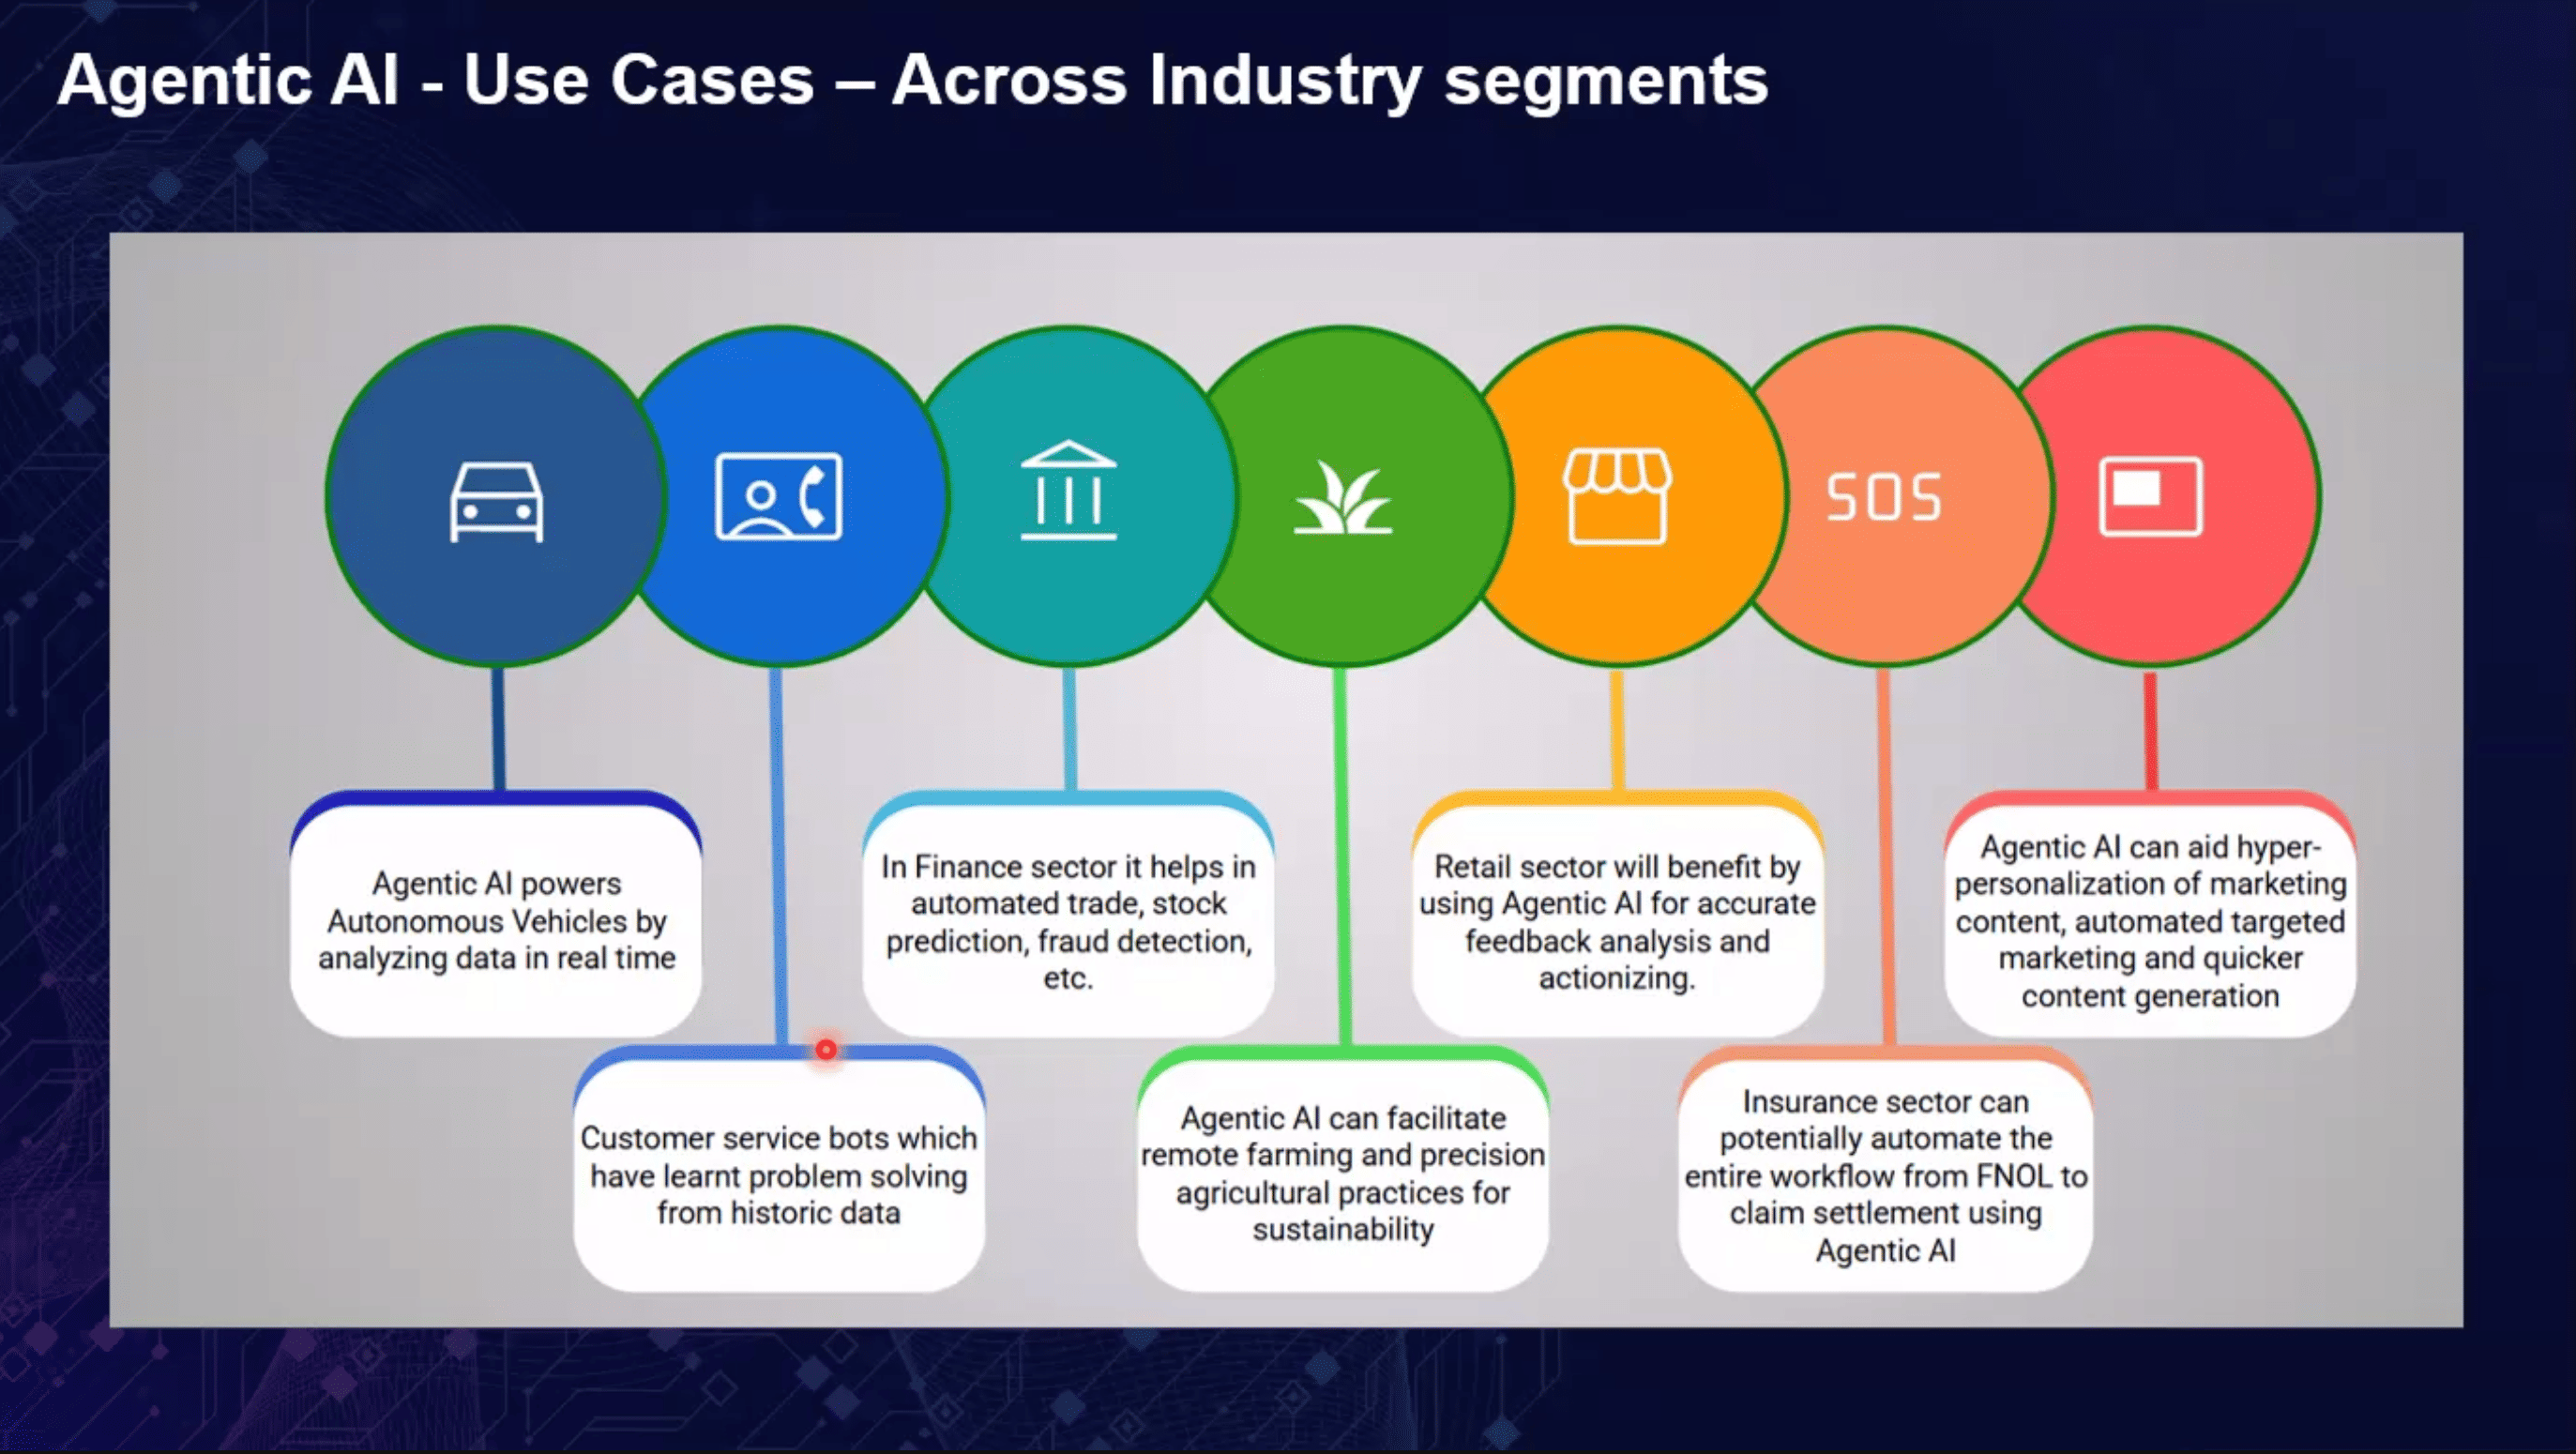 Agentic AI - Use Cases – Across Industry segments
SOS
Agentic AI powers
Autonomous Vehicles by
analyzing data in real time
Customer service bots which
have learnt problem solving
from historic data
In Finance sector it helps in
automated trade, stock
prediction, fraud detection,
etc.
Agentic AI can facilitate
remote farming and precision
agricultural practices for
sustainability
Retail sector will benefit by
using Agentic AI for accurate
feedback analysis and
actionizing.
Insurance sector can
potentially automate the
entire workflow from FNOL to
claim settlement using
Agentic AI
Agentic AI can aid hyper-
personalization of marketing
content, automated targeted
marketing and quicker
content generation